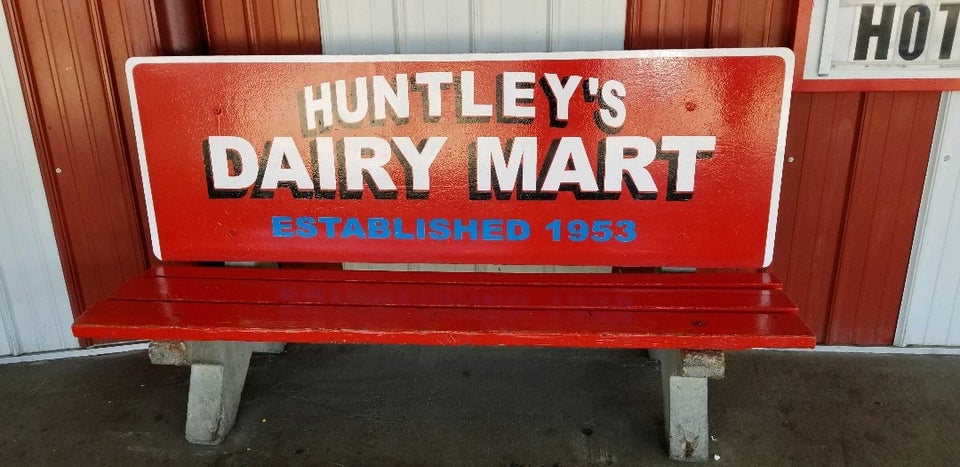 HUNTLEY'S
DAIRY MART
ESTABLISHED 1953
HOT